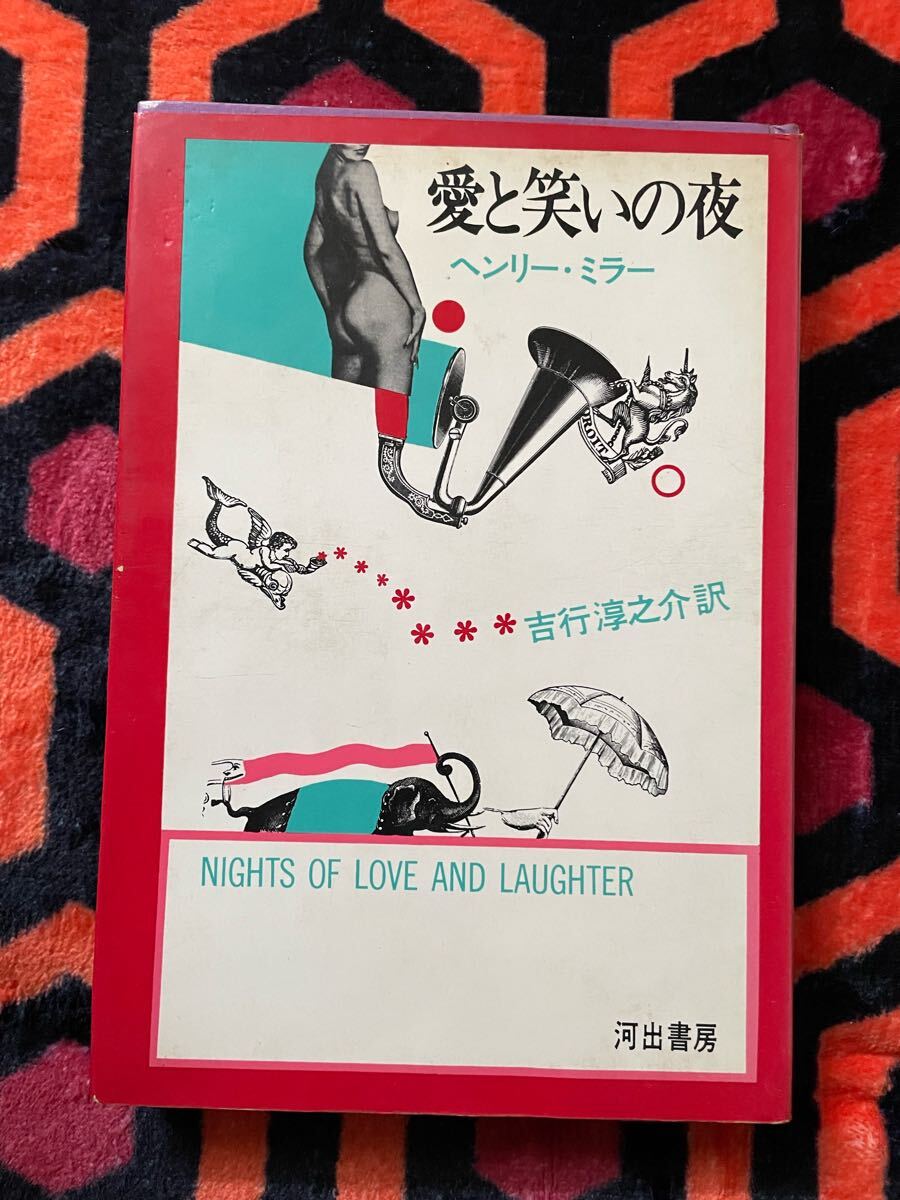 愛と笑いの夜
ヘンリー・ミラー
DROIT
吉行淳之介訳
NIGHTS OF LOVE AND LAUGHTER
河出書房